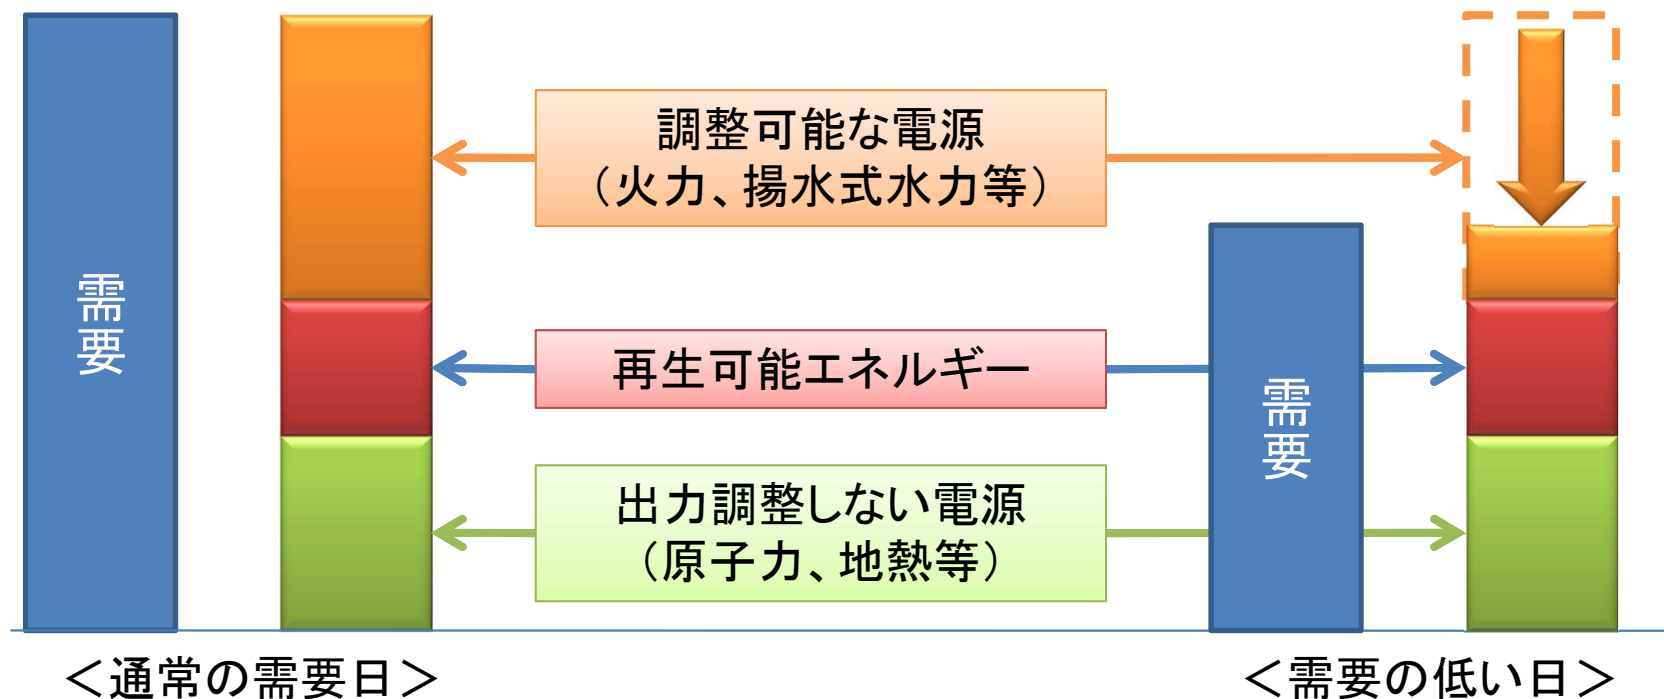 需要
調整可能な電源
（火力、揚水式水力等）
再生可能エネルギー
出力調整しない電源
（原子力、地熱等）
需要
＜通常の需要日＞
＜需要の低い日＞